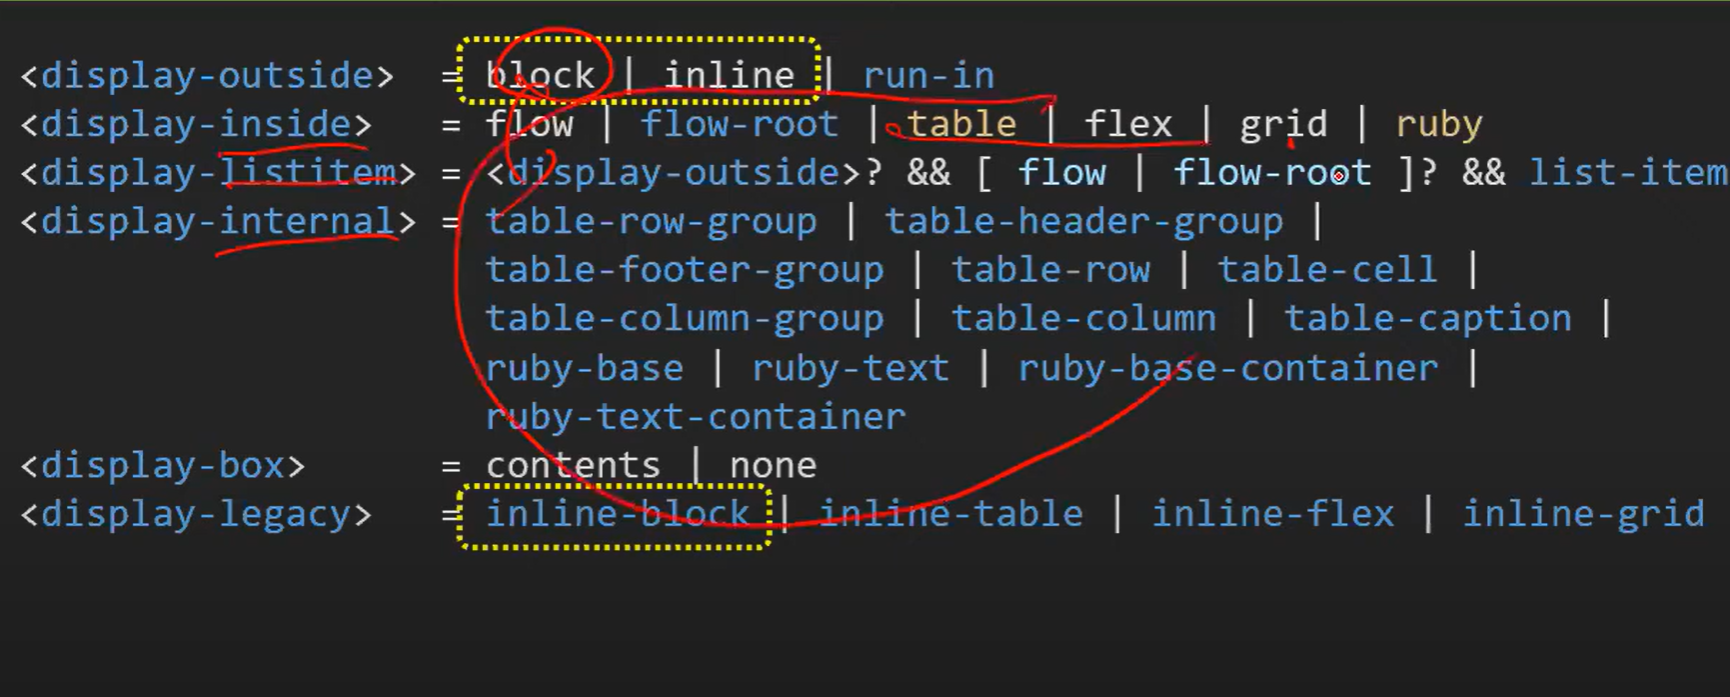 <display-outside> = block | inline | run-in
<display-inside> = flow | flow-root | table | flex | grid | ruby
<display-listitem> = <display-outside>? && [ flow | flow-root ]? && list-item
<display-internal> = table-row-group | table-header-group |
table-footer-group | table-row | table-cell |
table-column-group | table-column | table-caption |
ruby-base | ruby-text | ruby-base-container |
ruby-text-container
<display-box> = contents | none
<display-legacy> = inline-block | inline-table | inline-flex | inline-grid